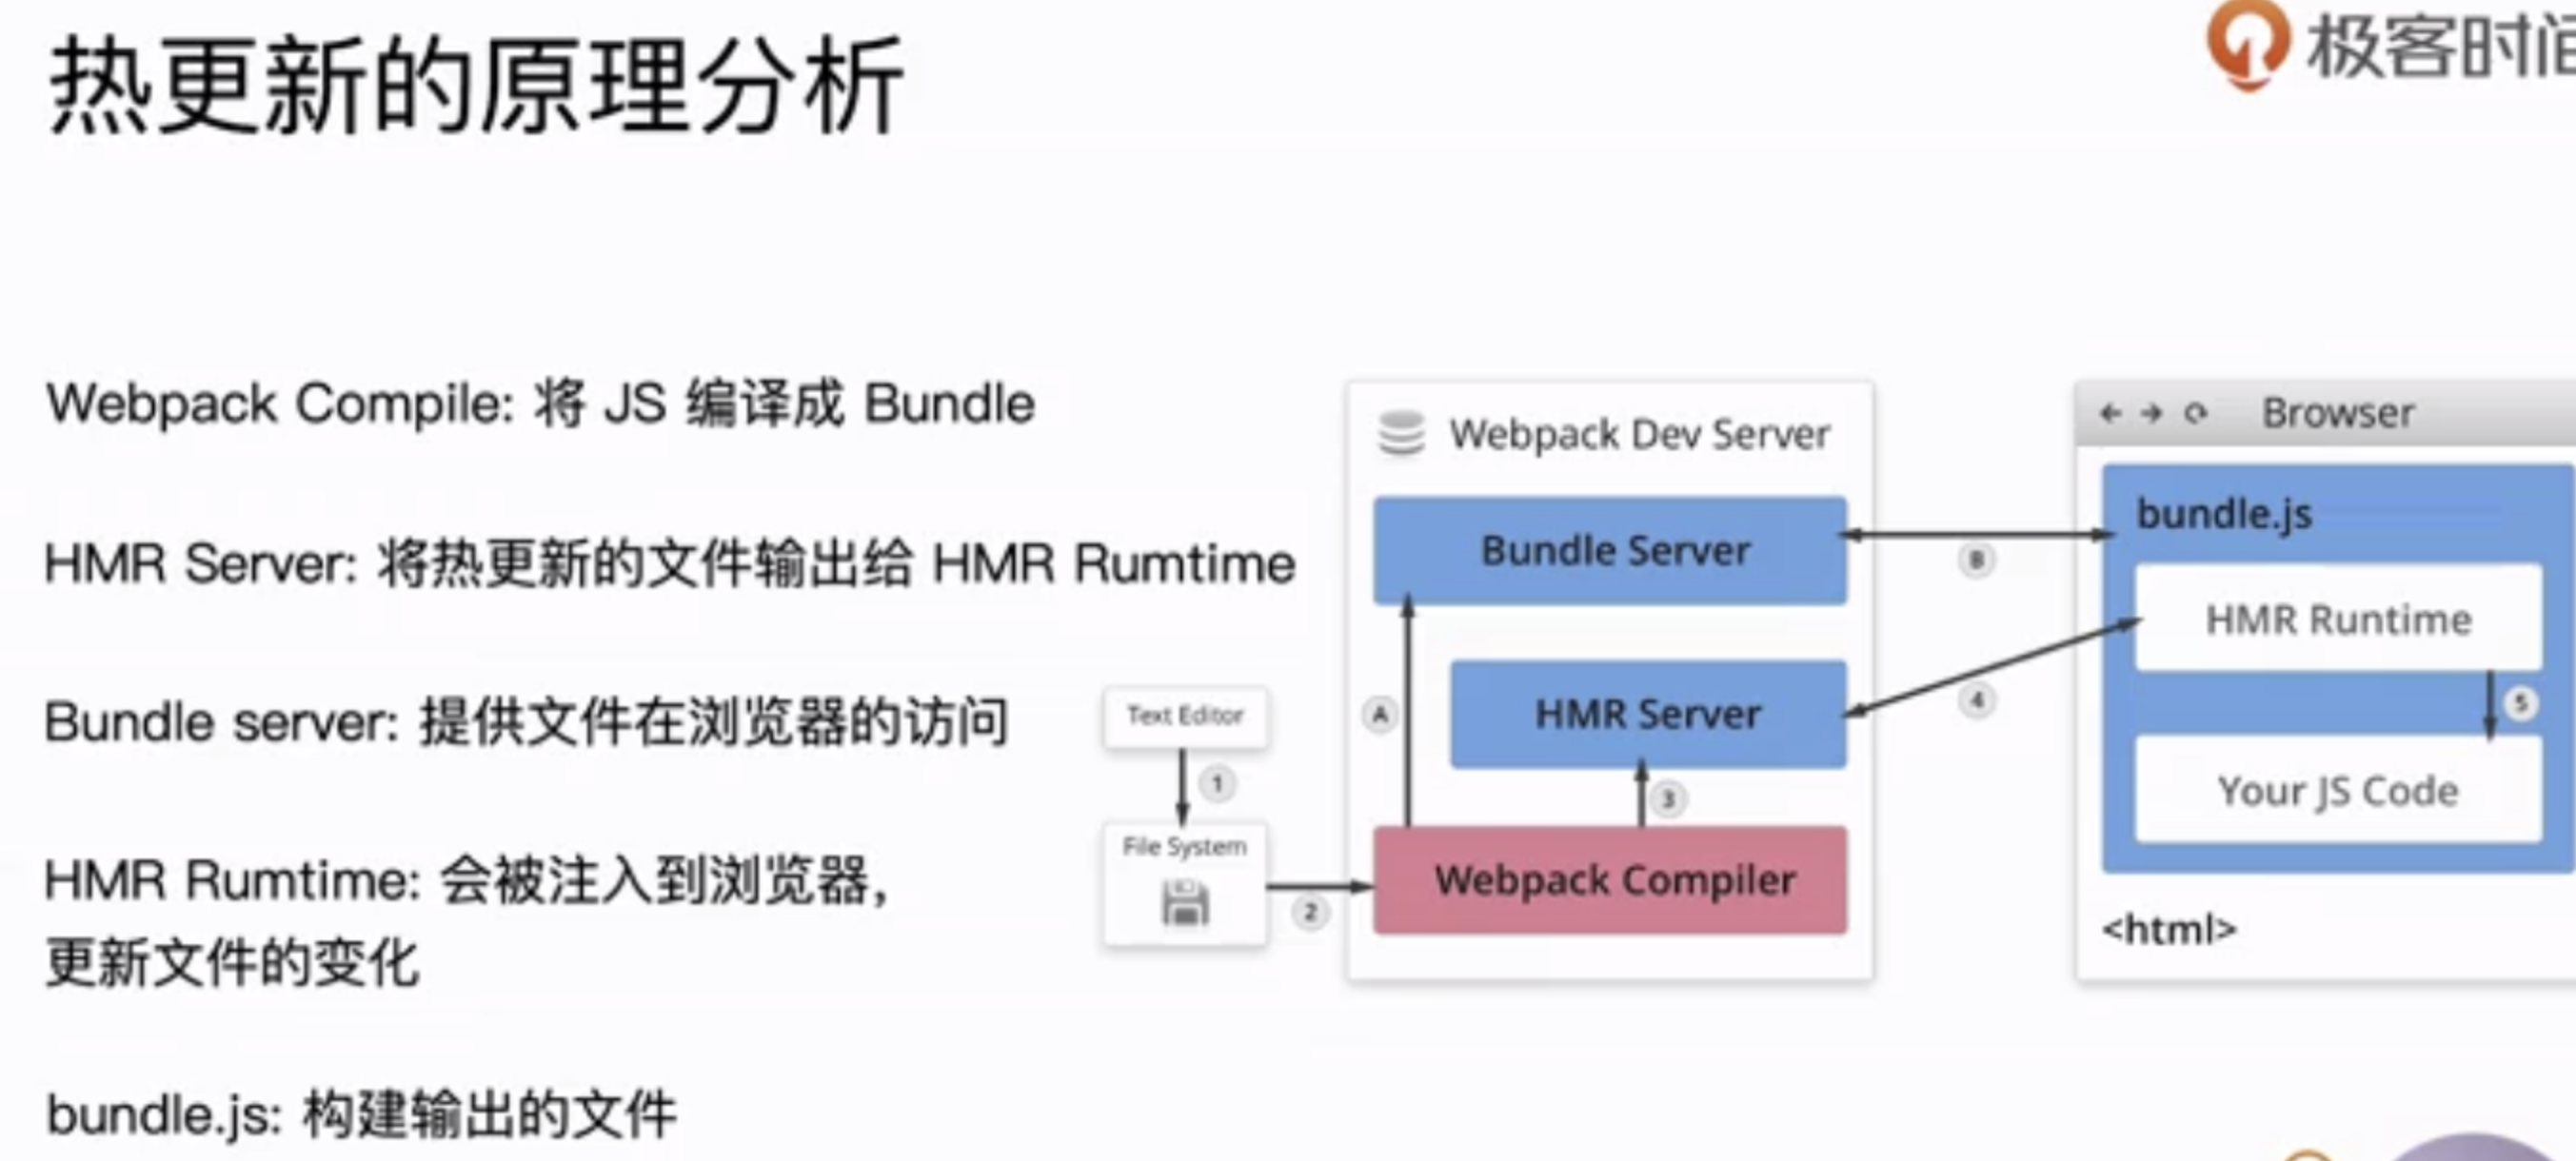 热更新的原理分析
极客时间
Webpack Compile: 将 JS 编译成 Bundle
HMR Server: 将热更新的文件输出给 HMR Rumtime
Bundle server: 提供文件在浏览器的访问
HMR Rumtime: 会被注入到浏览器，
更新文件的变化
bundle.js: 构建输出的文件
Text Editor
1
File System
2
Webpack Dev Server
Bundle Server
A
HMR Server
3
Webpack Compiler
B
4
Browser
bundle.js
HMR Runtime
5
Your JS Code
<html>